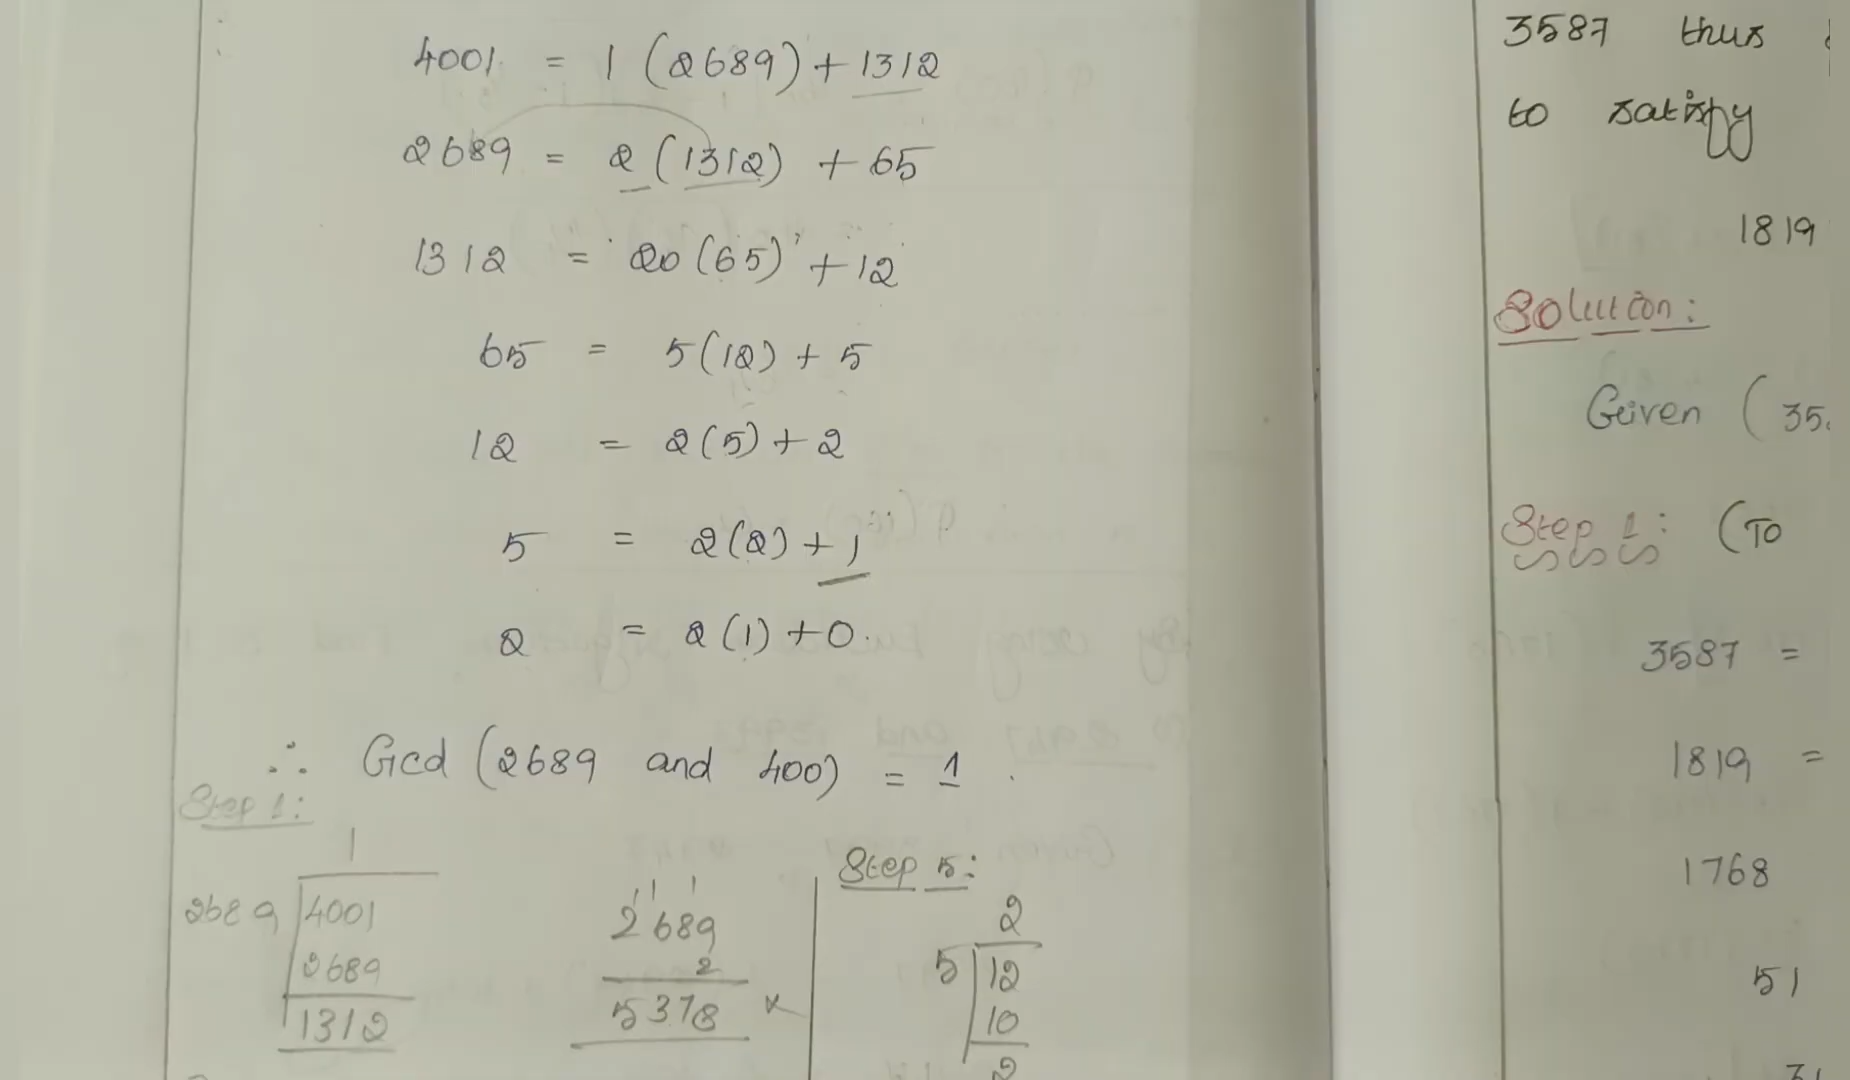 4001 = 1 (2689) + 1312
2689 = 2 (1312) + 65
1312 = 20 (65) + 12
65 = 5 (12) + 5
12 = 2 (5) + 2
5 = 2 (2) + 1
2 = 2 (1) + 0.
∴ Gcd (2689 and 4001) = 1.
Step 1:
1
2689 4001
2689
1312
2689
2
5378 x
Step 5:
2
5 12
10
2
3587 thus
to satisfy
1819
Solution:
Given (35
Step 1: (To
3587 =
1819 =
1768
51